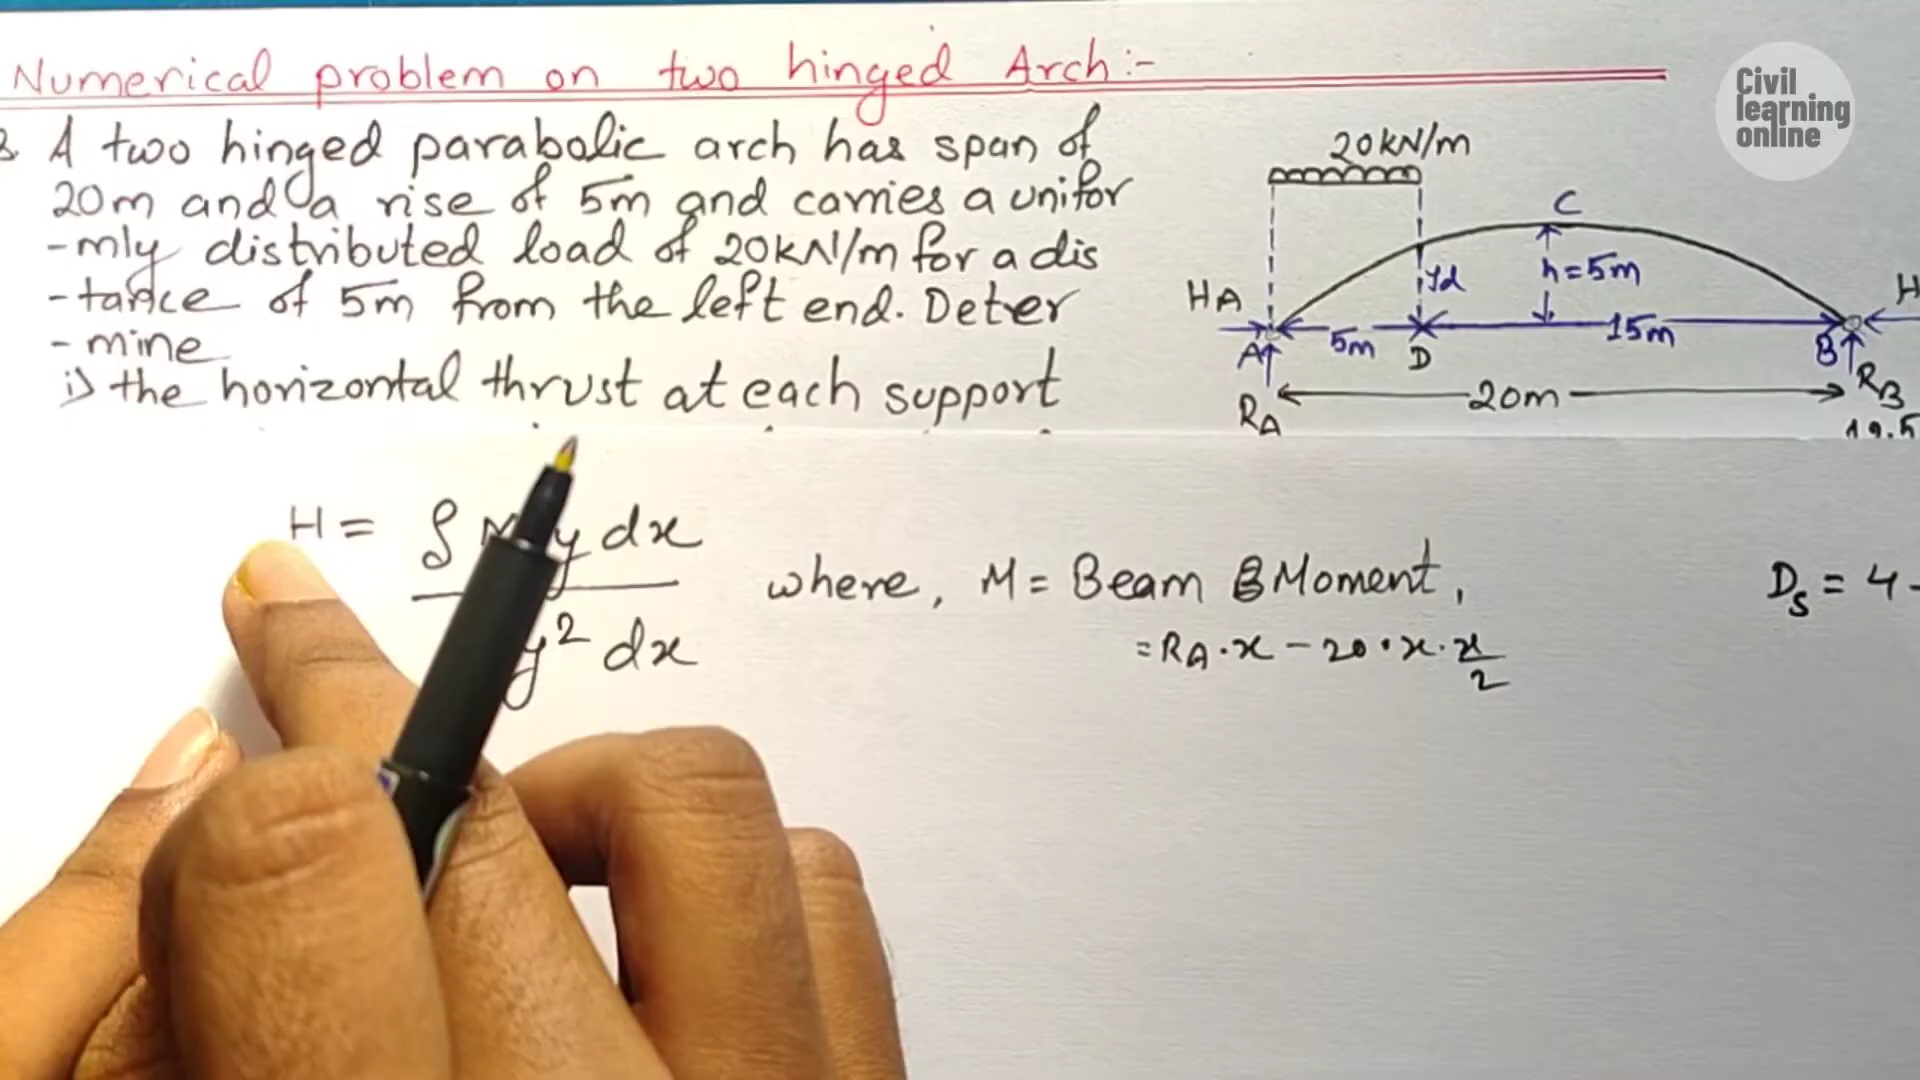 Numerical problem on two hinged Arch:-
A two hinged parabolic arch has span of
20m and a rise of 5m and carries a unifor
-mly distributed load of 20kN/m for a dis
-tance of 5m from the left end. Deter
-mine
i) the horizontal thrust at each support
Civil
learning
online
20kN/m
C
yd
h=5m
HA
H
A
5m
D
15m
B
RA
20m
RB
H = ∫ y dx
y² dx
where, M = Beam BMoment,
= RA·x - 20·x·x/2
Ds = 4 -